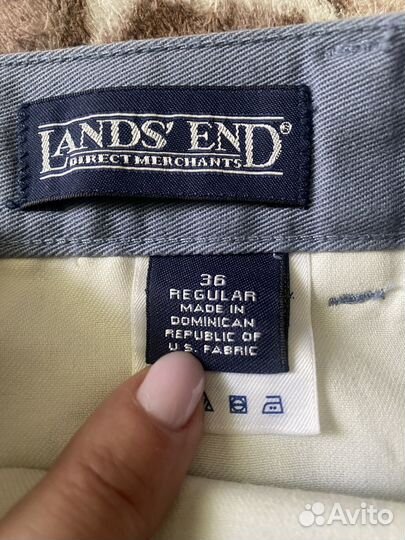 LANDS' END®
DIRECT MERCHANTS
36
REGULAR
MADE IN
DOMINICAN
REPUBLIC OF
U.S. FABRIC
Avito